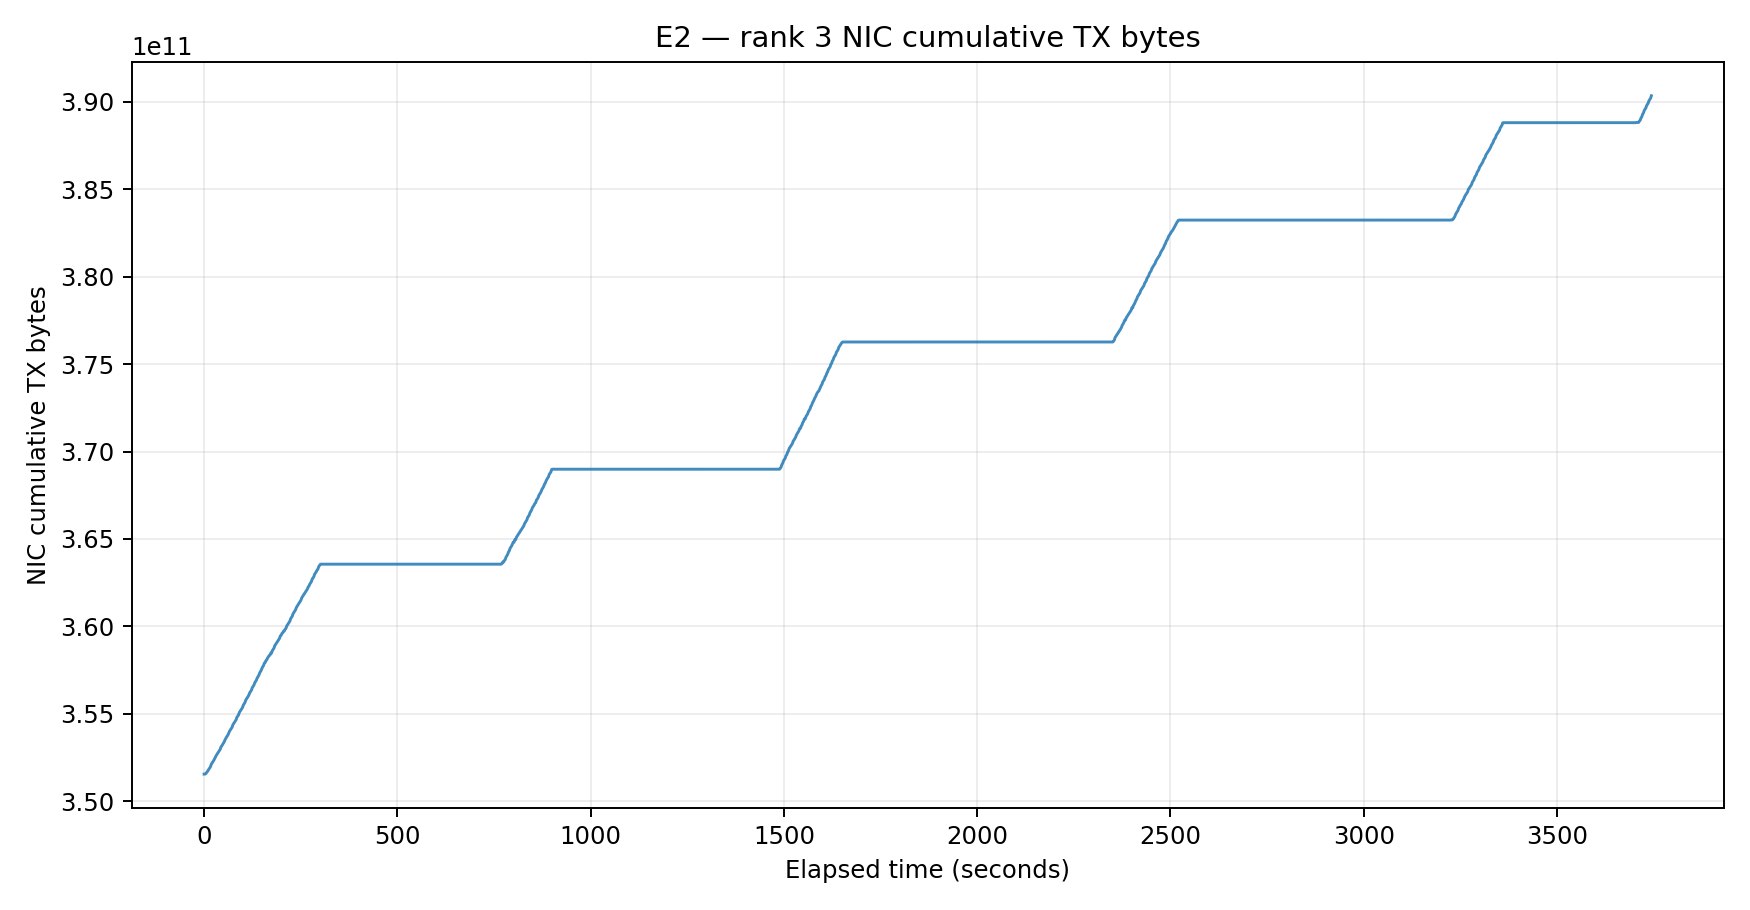 E2 — rank 3 NIC cumulative TX bytes
1e11
3.90
3.85
3.80
3.75
3.70
3.65
3.60
3.55
3.50
NIC cumulative TX bytes
0 500 1000 1500 2000 2500 3000 3500
Elapsed time (seconds)